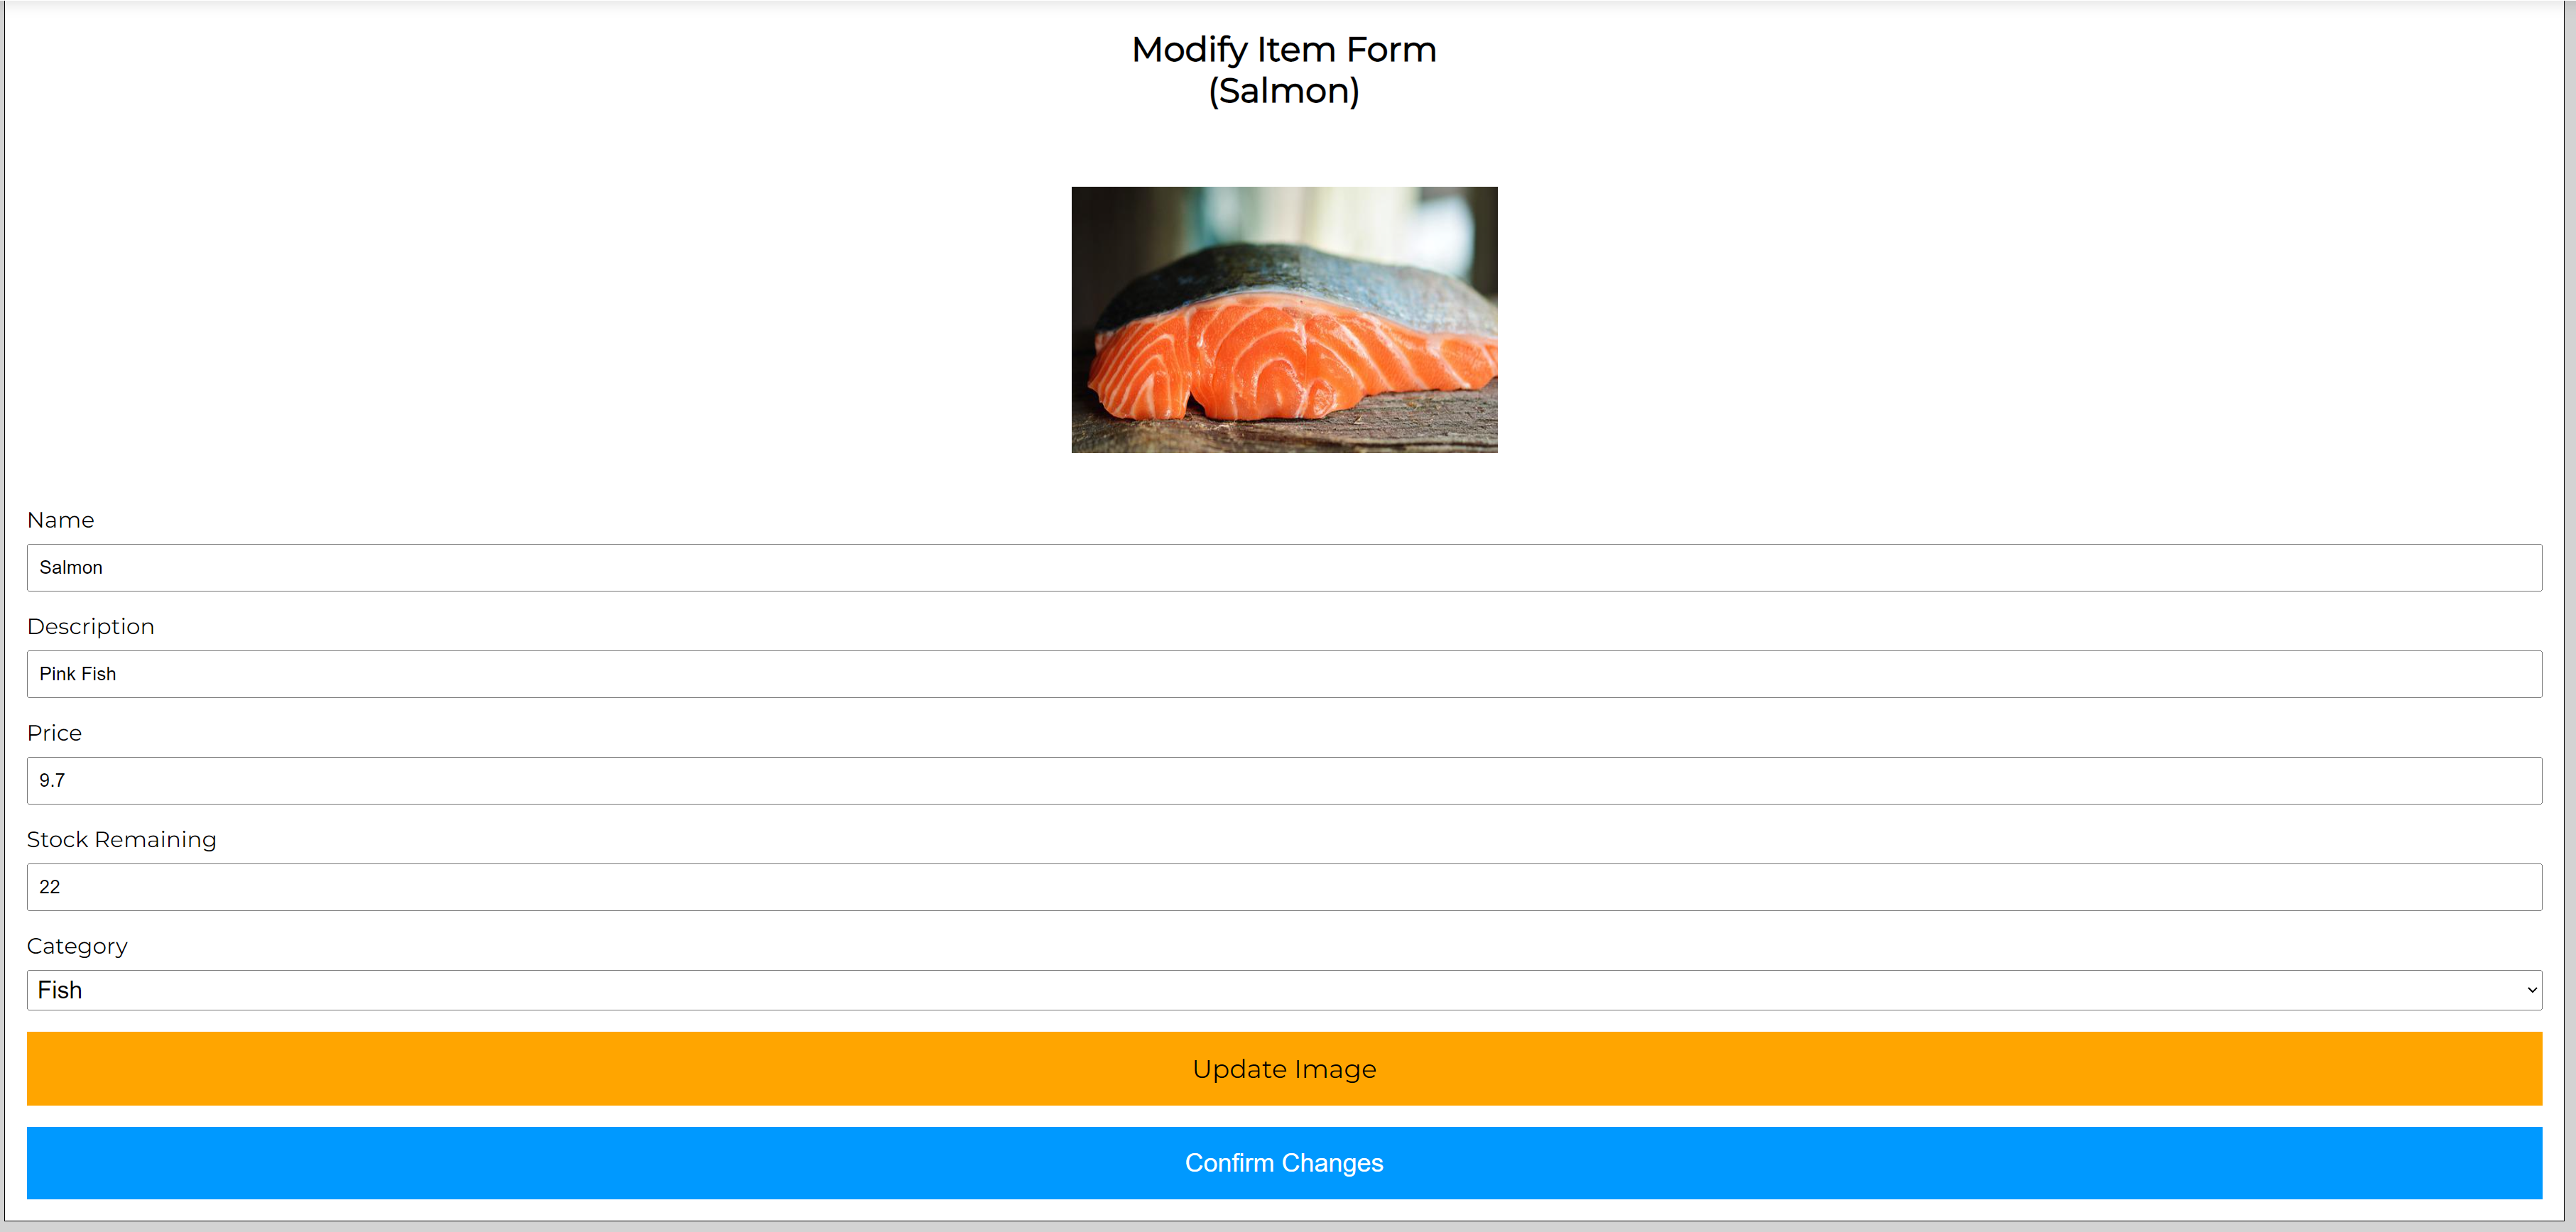 Modify Item Form
(Salmon)
Name
Salmon
Description
Pink Fish
Price
9.7
Stock Remaining
22
Category
Fish
Update Image
Confirm Changes